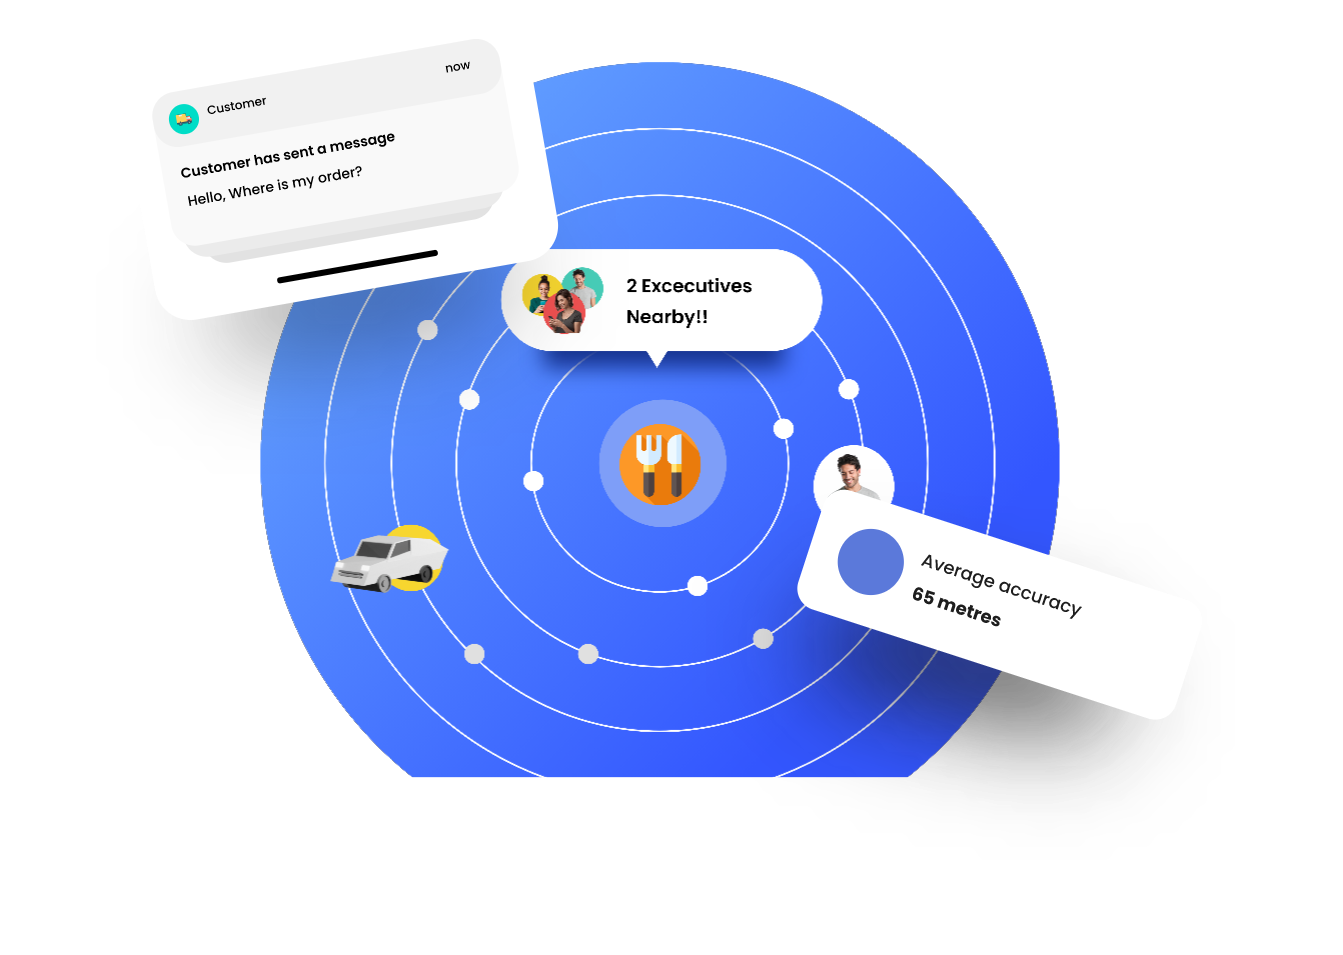 now
Customer
Customer has sent a message
Hello, Where is my order?
2 Excecutives
Nearby!!
Average accuracy
65 metres